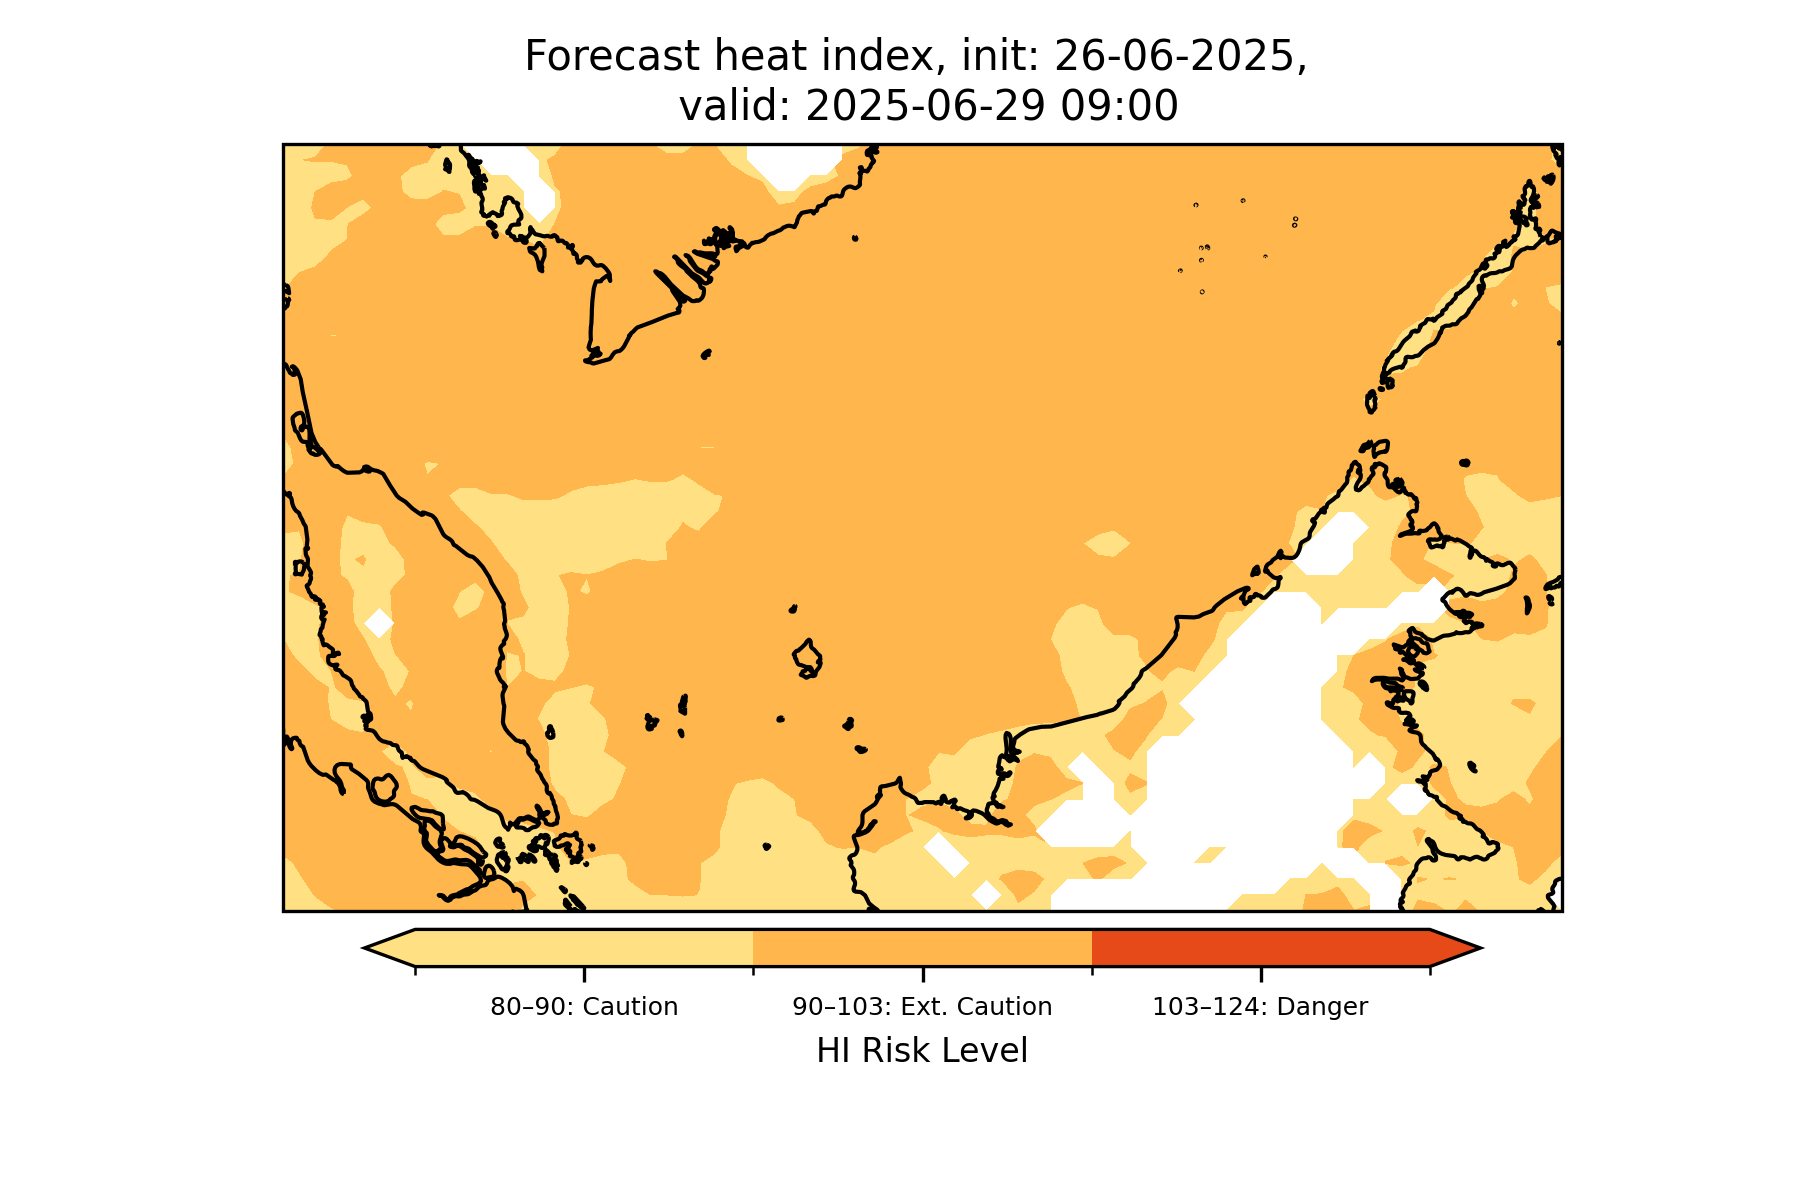 Forecast heat index, init: 26-06-2025,
valid: 2025-06-29 09:00
80–90: Caution
90–103: Ext. Caution
103–124: Danger
HI Risk Level